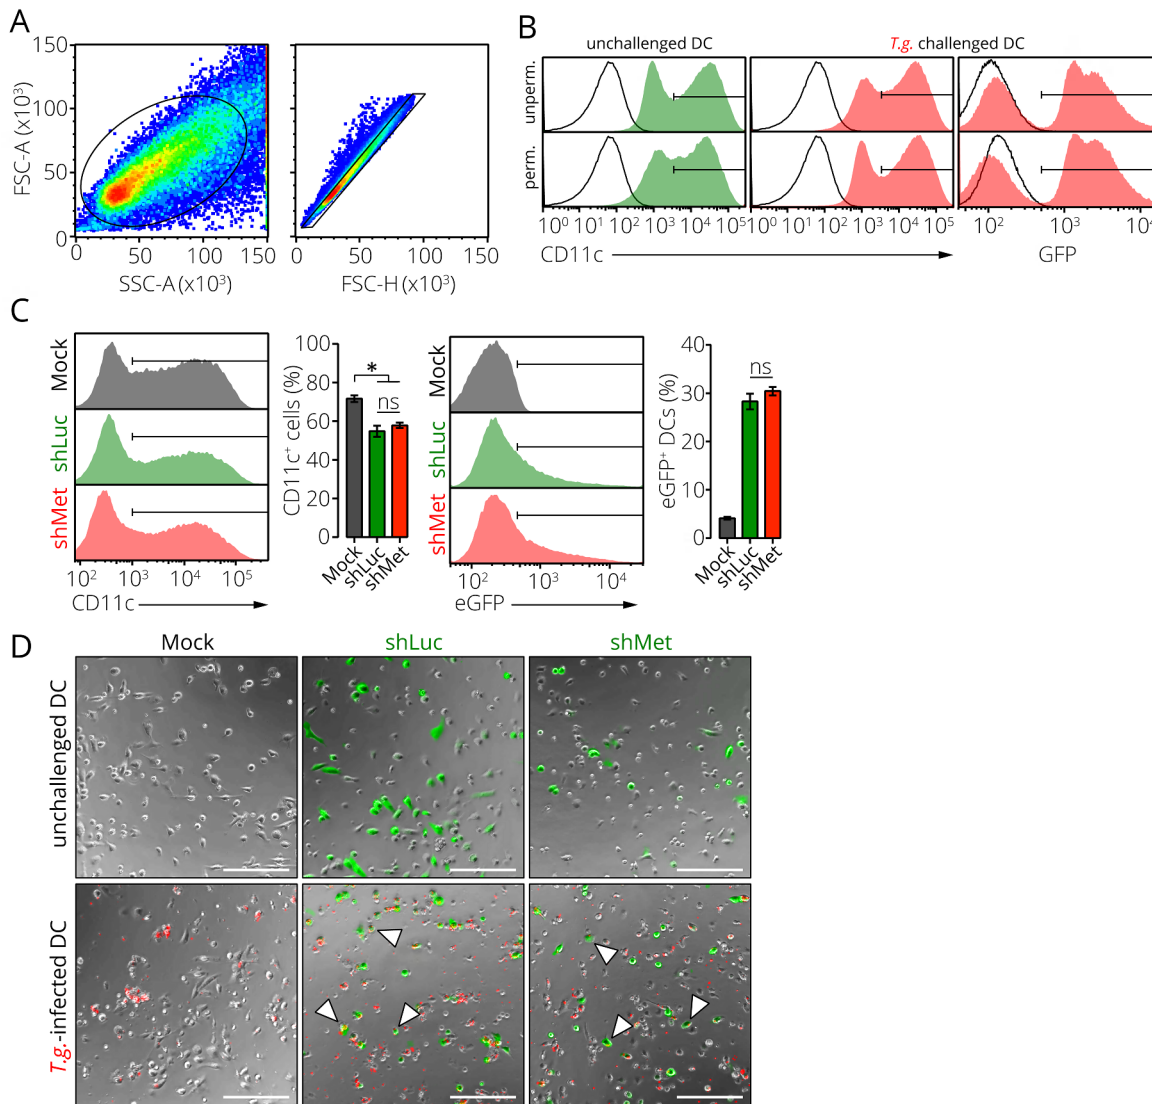 A
150
100
50
0
FSC-A (x10³)
0 50 100 150
SSC-A (x10³)
0 50 100 150
FSC-H (x10³)
B
unchallenged DC
T.g. challenged DC
unperm.
perm.
10⁰ 10¹ 10² 10³ 10⁴ 10⁵
10⁰ 10¹ 10² 10³ 10⁴ 10⁵
10² 10³ 10⁴
CD11c
GFP
C
Mock
shLuc
shMet
10² 10³ 10⁴ 10⁵
CD11c
CD11c⁺ cells (%)
100
80
60
40
20
0
*
ns
Mock
shLuc
shMet
Mock
shLuc
shMet
10² 10³ 10⁴
eGFP
eGFP⁺ DCs (%)
40
30
20
10
0
ns
Mock
shLuc
shMet
D
Mock
shLuc
shMet
unchallenged DC
T.g.-infected DC